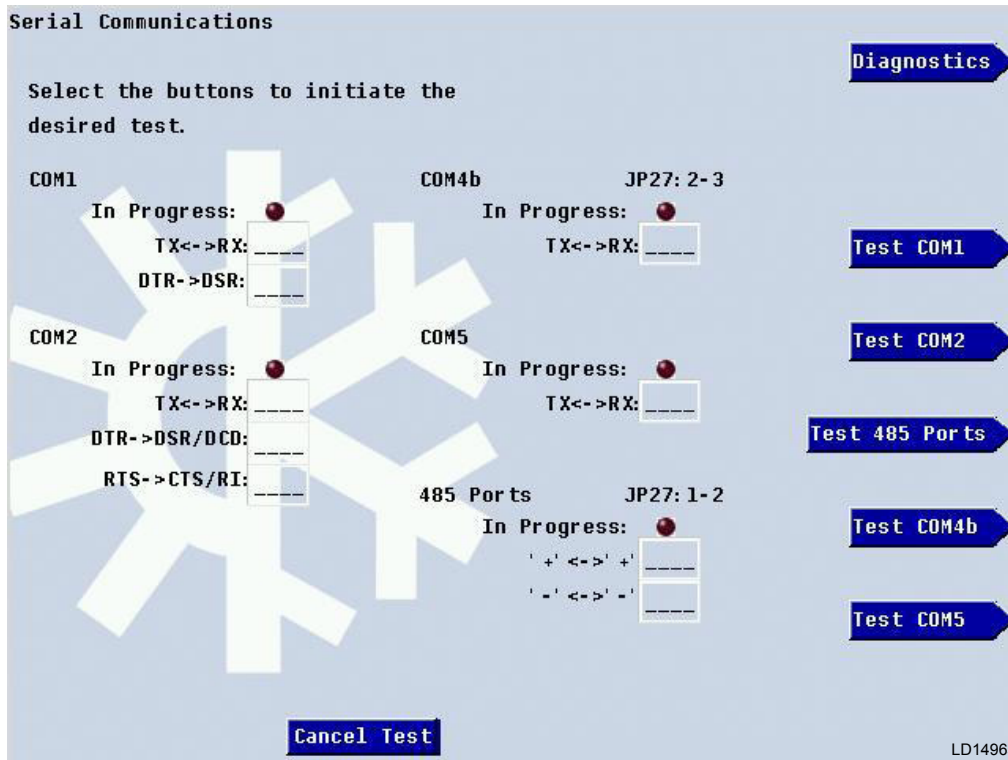 Serial Communications
Diagnostics
Select the buttons to initiate the
desired test.
COM1
In Progress:
TX<->RX: ____
DTR->DSR: ____
COM4b JP27:2-3
In Progress:
TX<->RX: ____
Test COM1
COM2
In Progress:
TX<->RX: ____
DTR->DSR/DCD: ____
RTS->CTS/RI: ____
COM5
In Progress:
TX<->RX: ____
Test COM2
Test 485 Ports
485 Ports JP27:1-2
In Progress:
'+'<->'+' ____
'-'<->'-' ____
Test COM4b
Test COM5
Cancel Test
LD1496